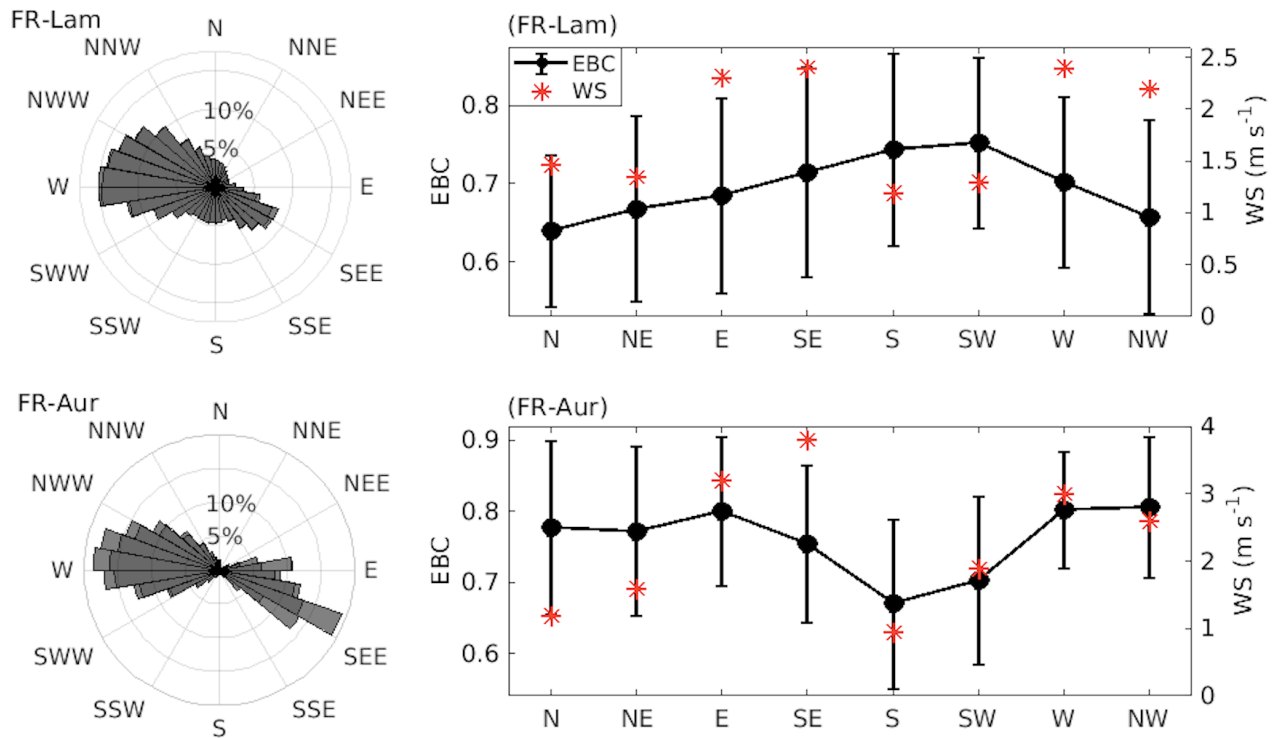 FR-Lam
N
NNW
NNE
NWW
NEE
10%
5%
W
E
SWW
SEE
SSW
SSE
S
(FR-Lam)
EBC
WS
0.8
0.7
0.6
EBC
2.5
2
1.5
1
0.5
0
WS (m s-1)
N NE E SE S SW W NW
FR-Aur
N
NNW
NNE
NWW
NEE
10%
5%
W
E
SWW
SEE
SSW
SSE
S
(FR-Aur)
0.9
0.8
0.7
0.6
EBC
4
3
2
1
0
WS (m s-1)
N NE E SE S SW W NW